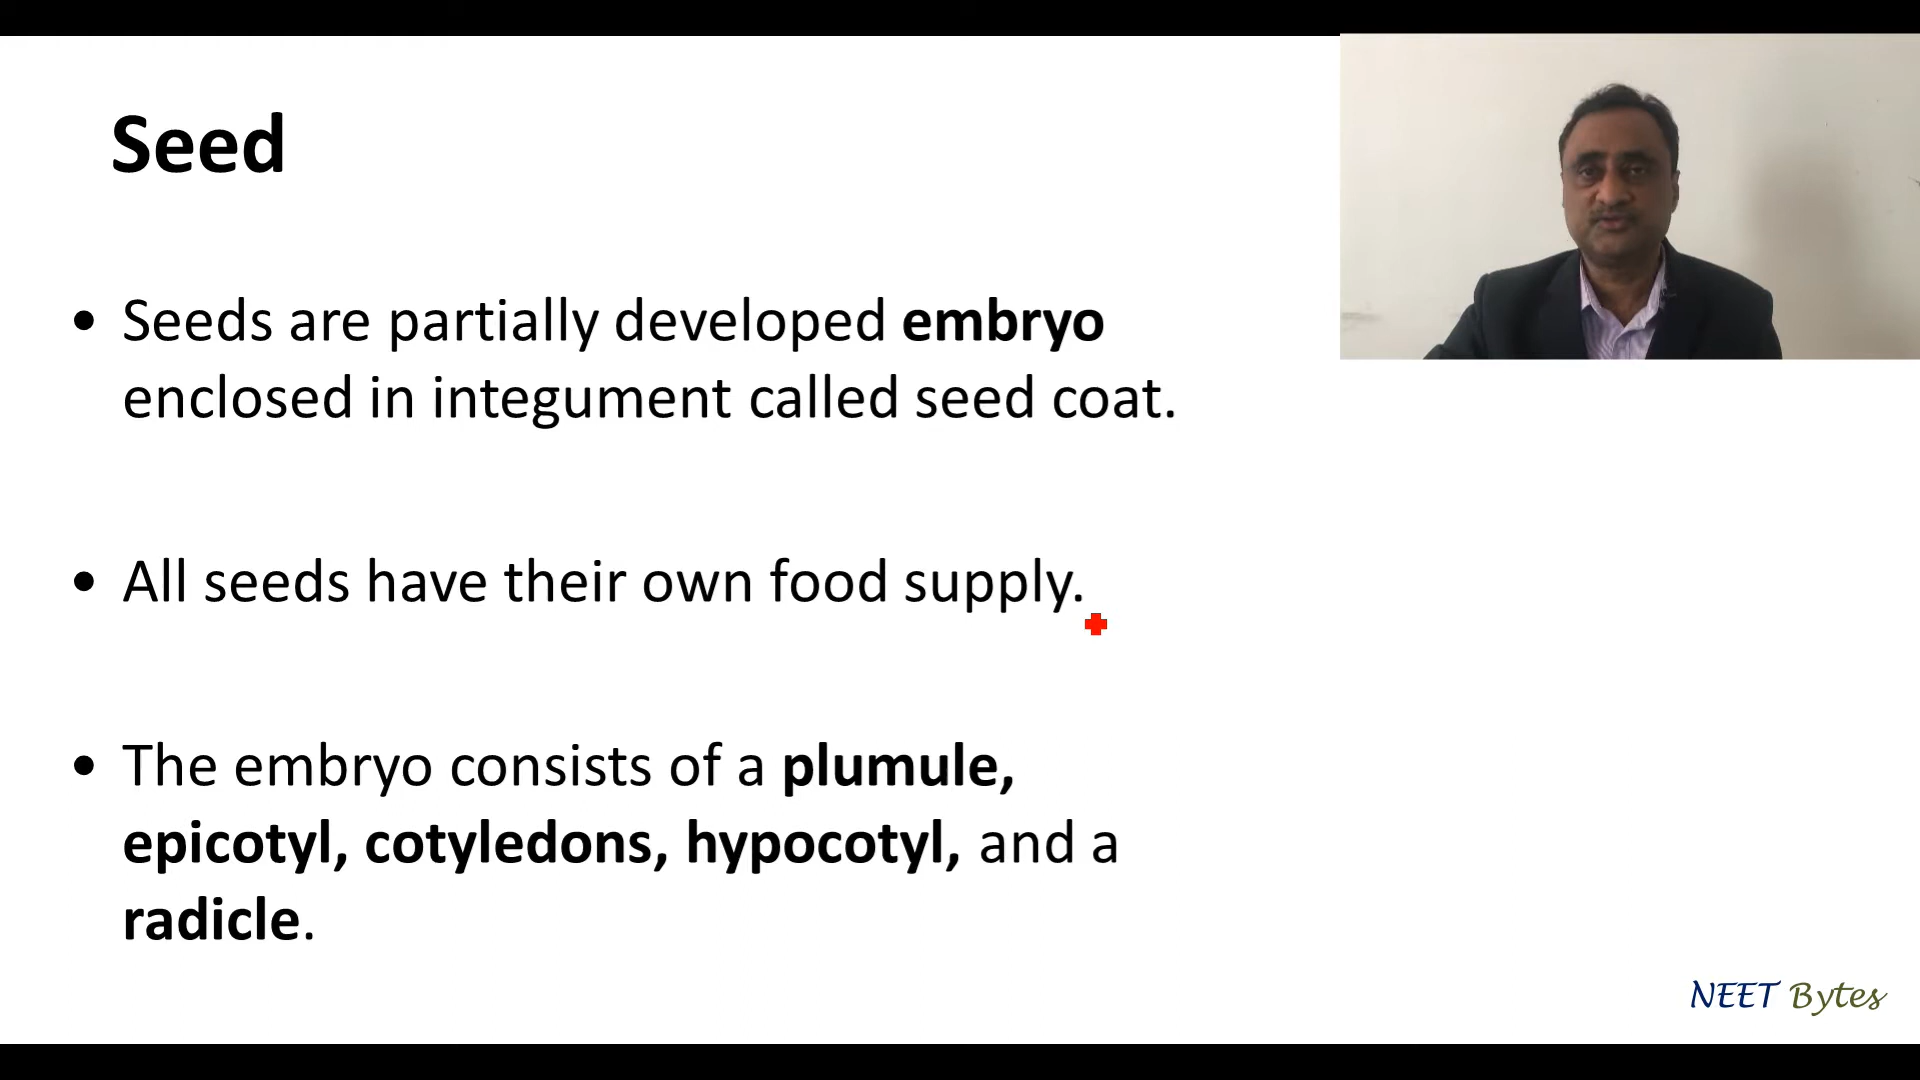 Seed
• Seeds are partially developed embryo
enclosed in integument called seed coat.
• All seeds have their own food supply.
• The embryo consists of a plumule,
epicotyl, cotyledons, hypocotyl, and a
radicle.
NEET Bytes